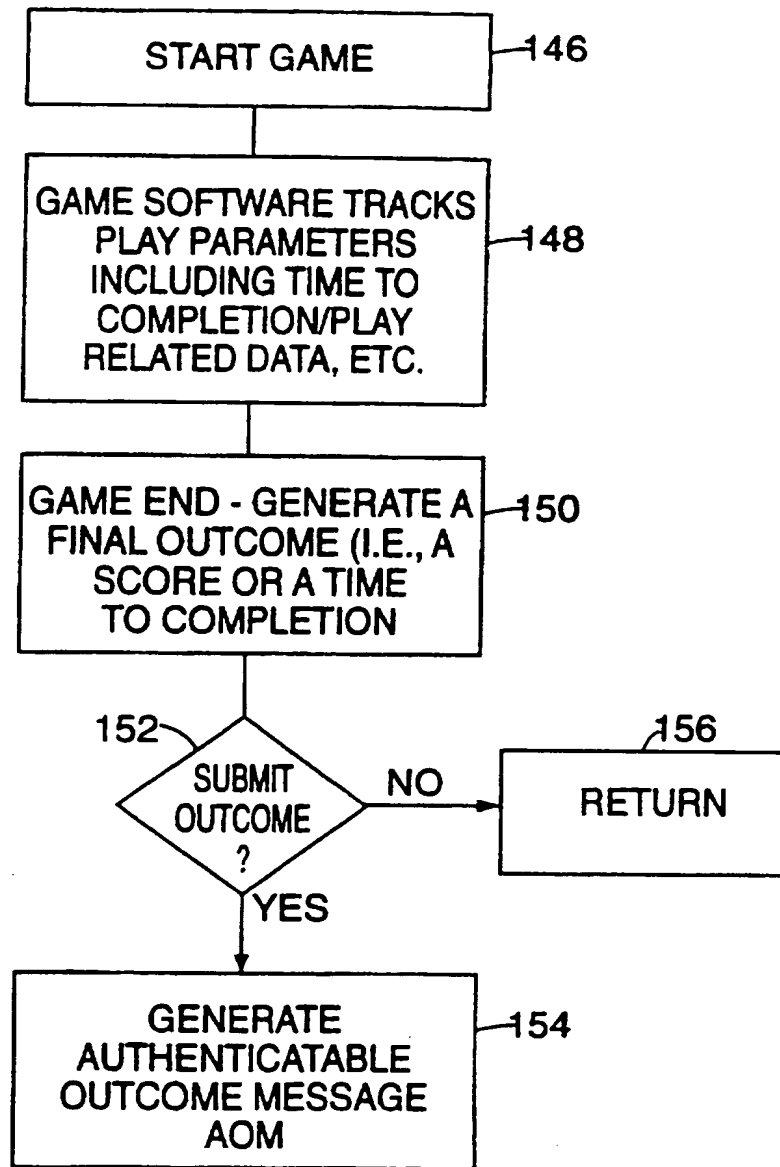 START GAME
146
GAME SOFTWARE TRACKS
PLAY PARAMETERS
INCLUDING TIME TO
COMPLETION/PLAY
RELATED DATA, ETC.
148
GAME END - GENERATE A
FINAL OUTCOME (I.E., A
SCORE OR A TIME
TO COMPLETION
150
152
SUBMIT
OUTCOME
?
NO
156
RETURN
YES
GENERATE
AUTHENTICATABLE
OUTCOME MESSAGE
AOM
154